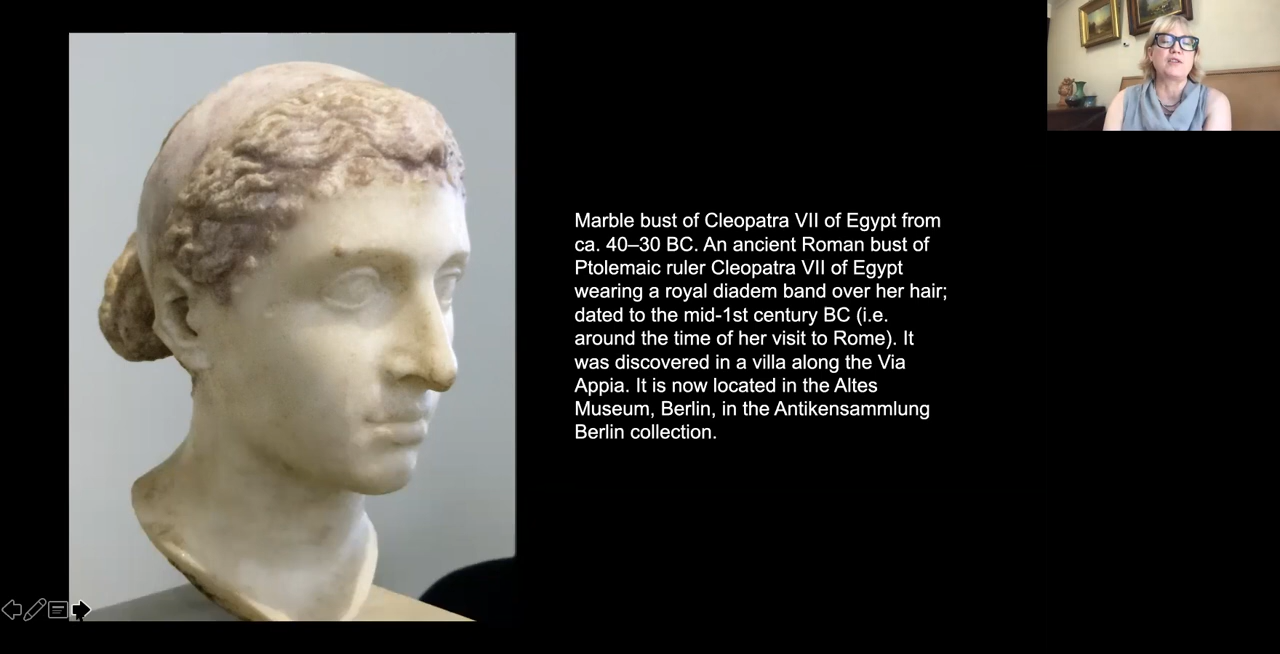 Marble bust of Cleopatra VII of Egypt from
ca. 40–30 BC. An ancient Roman bust of
Ptolemaic ruler Cleopatra VII of Egypt
wearing a royal diadem band over her hair;
dated to the mid-1st century BC (i.e.
around the time of her visit to Rome). It
was discovered in a villa along the Via
Appia. It is now located in the Altes
Museum, Berlin, in the Antikensammlung
Berlin collection.